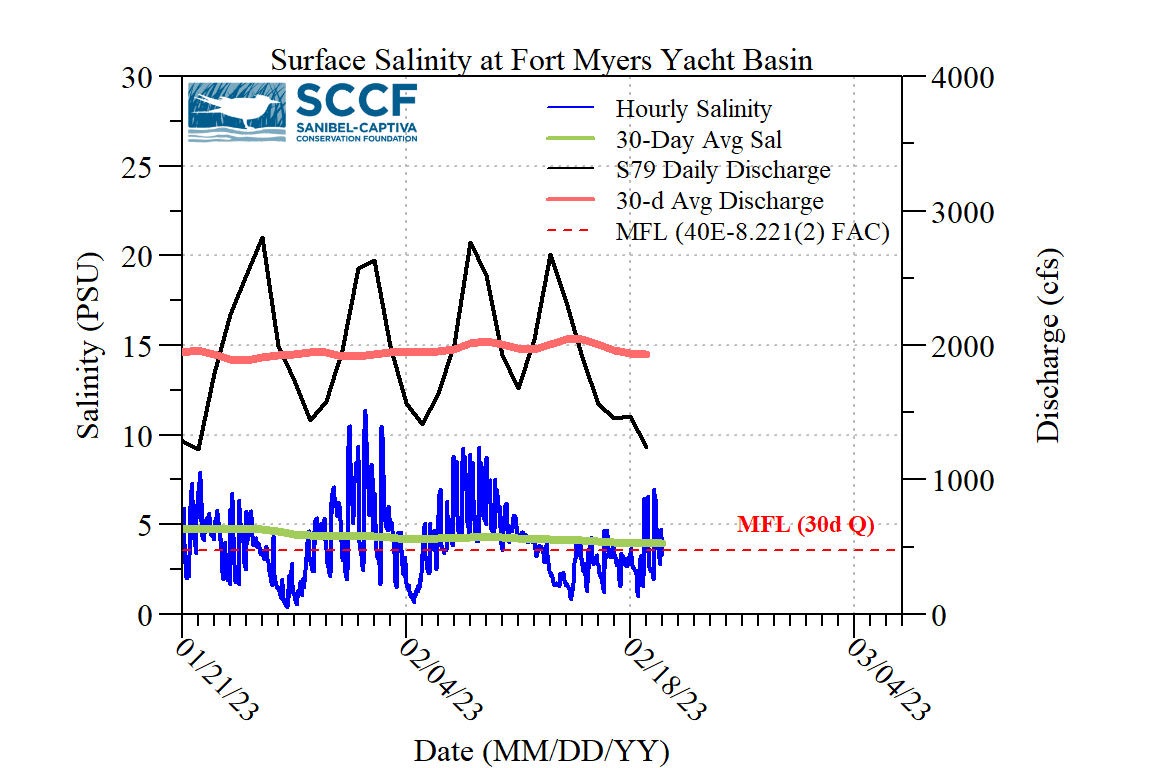 Surface Salinity at Fort Myers Yacht Basin
SCCF
SANIBEL-CAPTIVA
CONSERVATION FOUNDATION
Hourly Salinity
30-Day Avg Sal
S79 Daily Discharge
30-d Avg Discharge
MFL (40E-8.221(2) FAC)
30
25
20
15
10
5
0
Salinity (PSU)
4000
3000
2000
1000
0
Discharge (cfs)
MFL (30d Q)
01/21/23
02/04/23
02/18/23
03/04/23
Date (MM/DD/YY)